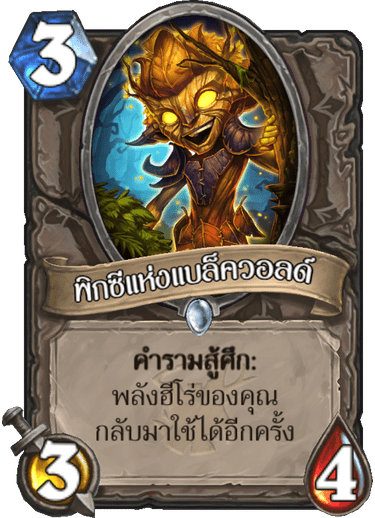 3
พิกซีแห่งแบล็ควอลด์
คำรามสู้ศึก:
พลังฮีโร่ของคุณ
กลับมาใช้ได้อีกครั้ง
3
4